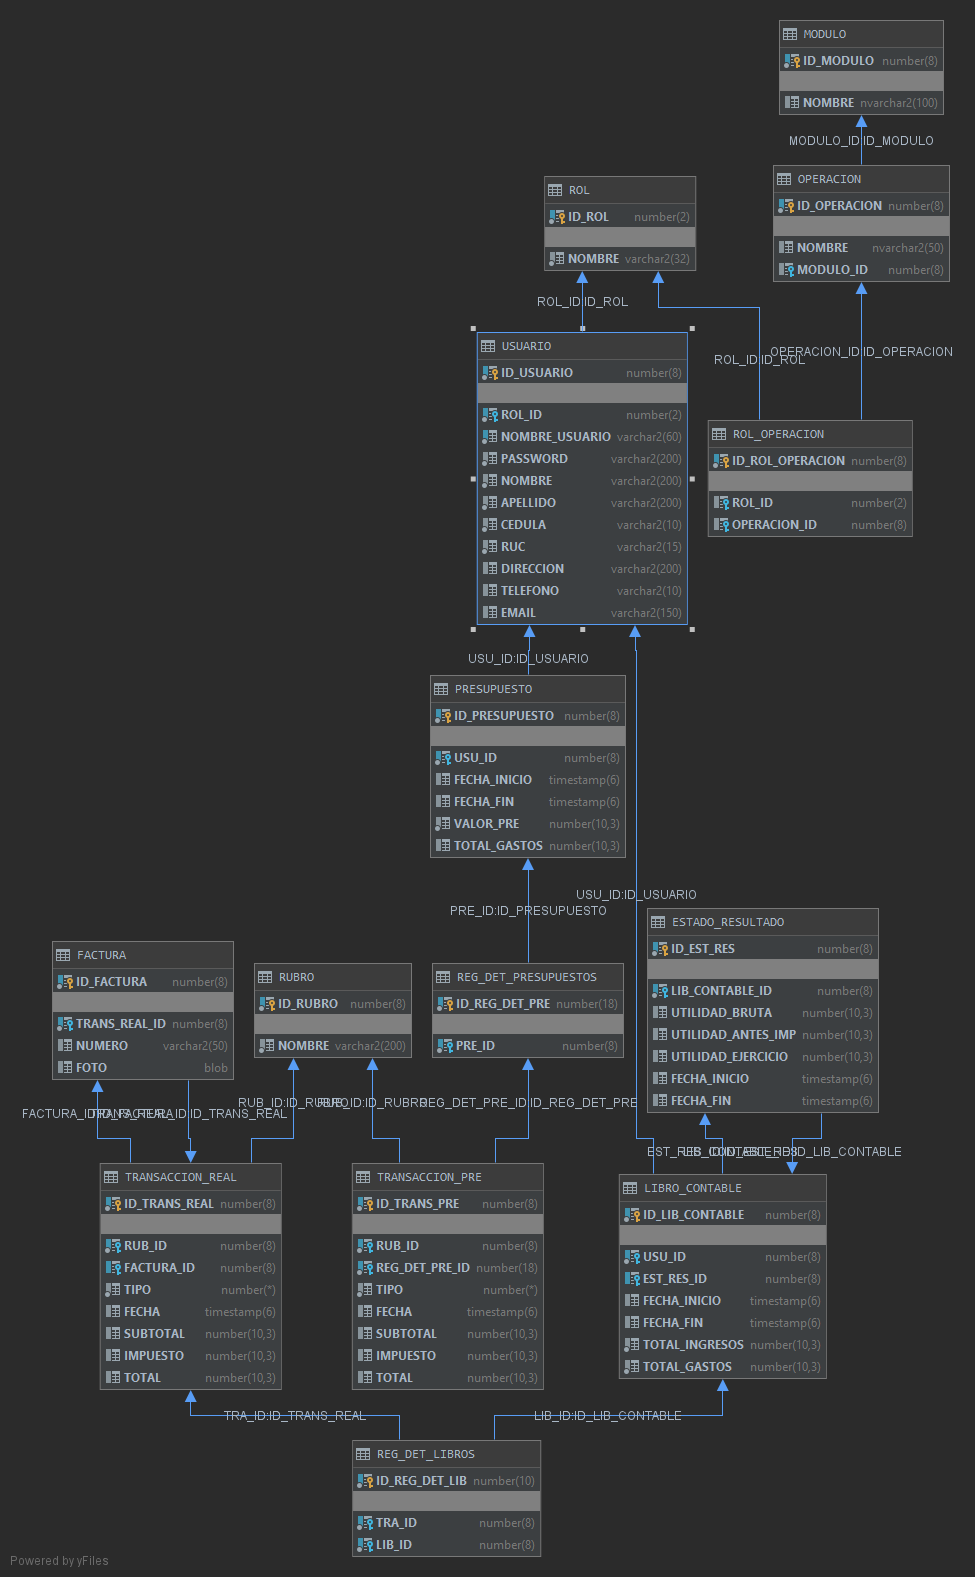 MODULO
ID_MODULO number(8)
NOMBRE nvarchar2(100)
MODULO_ID:ID_MODULO
OPERACION
ID_OPERACION number(8)
NOMBRE nvarchar2(50)
MODULO_ID number(8)
ROL
ID_ROL number(2)
NOMBRE varchar2(32)
ROL_ID:ID_ROL
OPERACION_ID:ID_OPERACION
ROL_ID:ID_ROL
USUARIO
ID_USUARIO number(8)
ROL_ID number(2)
NOMBRE_USUARIO varchar2(60)
PASSWORD varchar2(200)
NOMBRE varchar2(200)
APELLIDO varchar2(200)
CEDULA varchar2(10)
RUC varchar2(15)
DIRECCION varchar2(200)
TELEFONO varchar2(10)
EMAIL varchar2(150)
ROL_OPERACION
ID_ROL_OPERACION number(8)
ROL_ID number(2)
OPERACION_ID number(8)
USU_ID:ID_USUARIO
PRESUPUESTO
ID_PRESUPUESTO number(8)
USU_ID number(8)
FECHA_INICIO timestamp(6)
FECHA_FIN timestamp(6)
VALOR_PRE number(10,3)
TOTAL_GASTOS number(10,3)
USU_ID:ID_USUARIO
PRE_ID:ID_PRESUPUESTO
FACTURA
ID_FACTURA number(8)
TRANS_REAL_ID number(8)
NUMERO varchar2(50)
FOTO blob
RUBRO
ID_RUBRO number(8)
NOMBRE varchar2(200)
REG_DET_PRESUPUESTOS
ID_REG_DET_PRE number(18)
PRE_ID number(8)
ESTADO_RESULTADO
ID_EST_RES number(8)
LIB_CONTABLE_ID number(8)
UTILIDAD_BRUTA number(10,3)
UTILIDAD_ANTES_IMP number(10,3)
UTILIDAD_EJERCICIO number(10,3)
FECHA_INICIO timestamp(6)
FECHA_FIN timestamp(6)
REG_DET_PRE_ID:ID_REG_DET_PRE
TRANSACCION_REAL
ID_TRANS_REAL number(8)
RUB_ID number(8)
FACTURA_ID number(8)
TIPO number(*)
FECHA timestamp(6)
SUBTOTAL number(10,3)
IMPUESTO number(10,3)
TOTAL number(10,3)
TRANSACCION_PRE
ID_TRANS_PRE number(8)
RUB_ID number(8)
REG_DET_PRE_ID number(18)
TIPO number(*)
FECHA timestamp(6)
SUBTOTAL number(10,3)
IMPUESTO number(10,3)
TOTAL number(10,3)
LIBRO_CONTABLE
ID_LIB_CONTABLE number(8)
USU_ID number(8)
EST_RES_ID number(8)
FECHA_INICIO timestamp(6)
FECHA_FIN timestamp(6)
TOTAL_INGRESOS number(10,3)
TOTAL_GASTOS number(10,3)
TRA_ID:ID_TRANS_REAL
LIB_ID:ID_LIB_CONTABLE
REG_DET_LIBROS
ID_REG_DET_LIB number(10)
TRA_ID number(8)
LIB_ID number(8)
Powered by yFiles